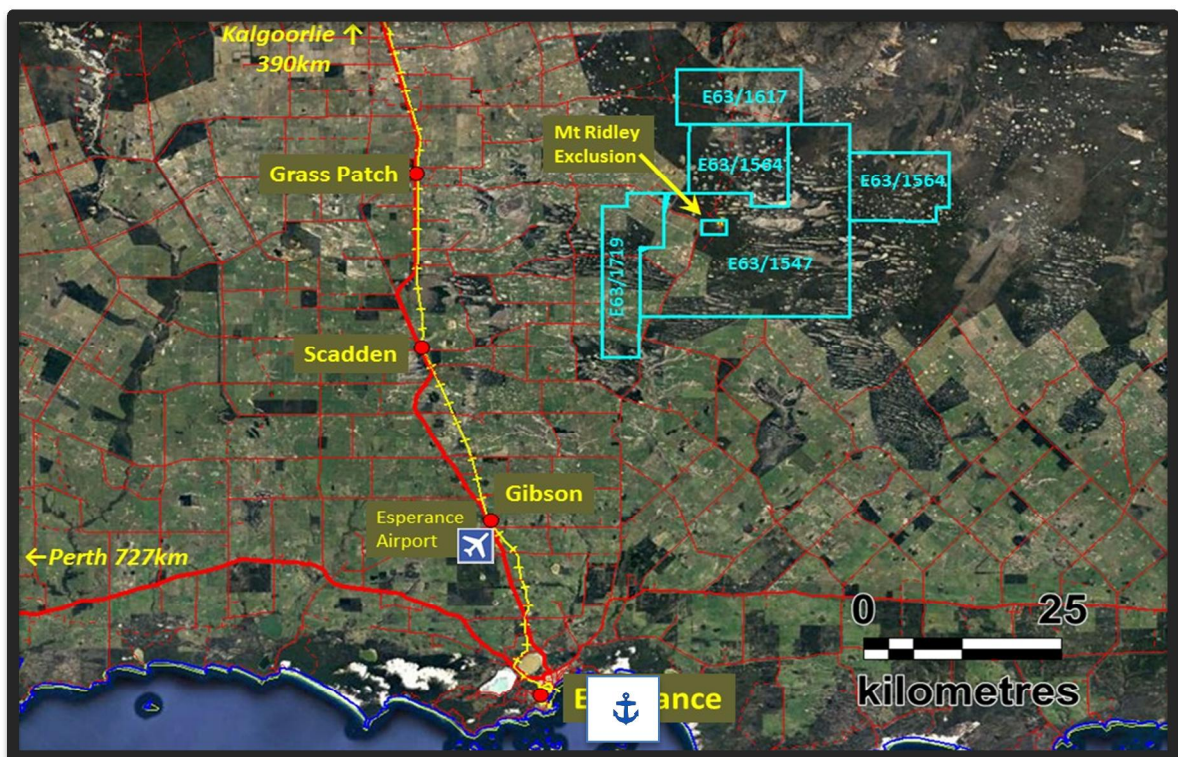 Kalgoorlie ↑
390km
E63/1617
Mt Ridley
Exclusion
E63/1564
Grass Patch
E63/1564
E63/1719
E63/1547
Scadden
Gibson
Esperance
Airport
←Perth 727km
0 25
kilometres